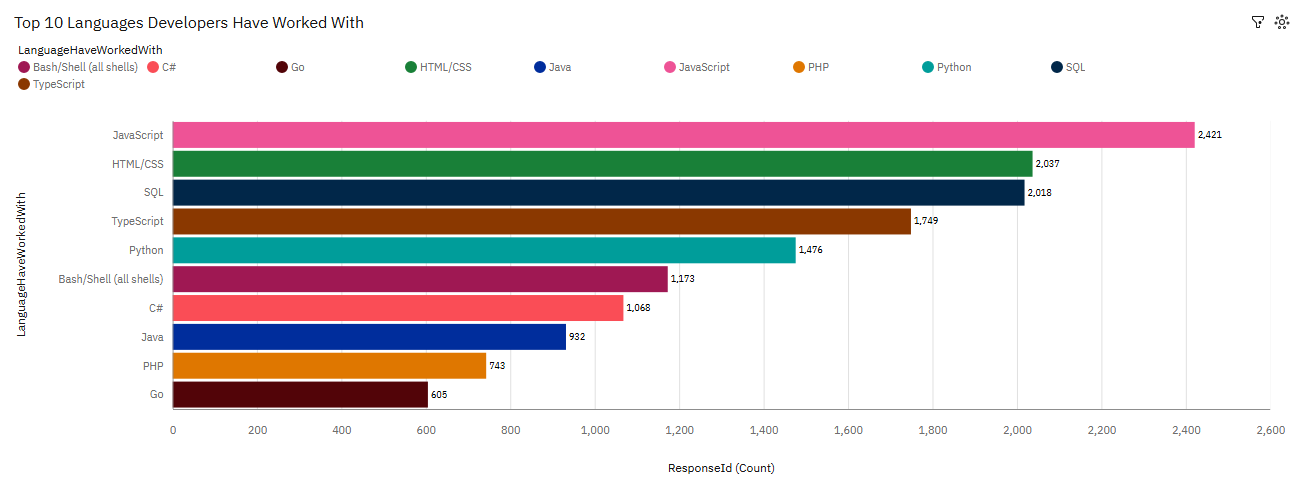 Top 10 Languages Developers Have Worked With
LanguageHaveWorkedWith
Bash/Shell (all shells) C# Go HTML/CSS Java JavaScript PHP Python SQL
TypeScript
JavaScript 2,421
HTML/CSS 2,037
SQL 2,018
TypeScript 1,749
Python 1,476
Bash/Shell (all shells) 1,173
C# 1,068
Java 932
PHP 743
Go 605
LanguageHaveWorkedWith
0 200 400 600 800 1,000 1,200 1,400 1,600 1,800 2,000 2,200 2,400 2,600
ResponseId (Count)